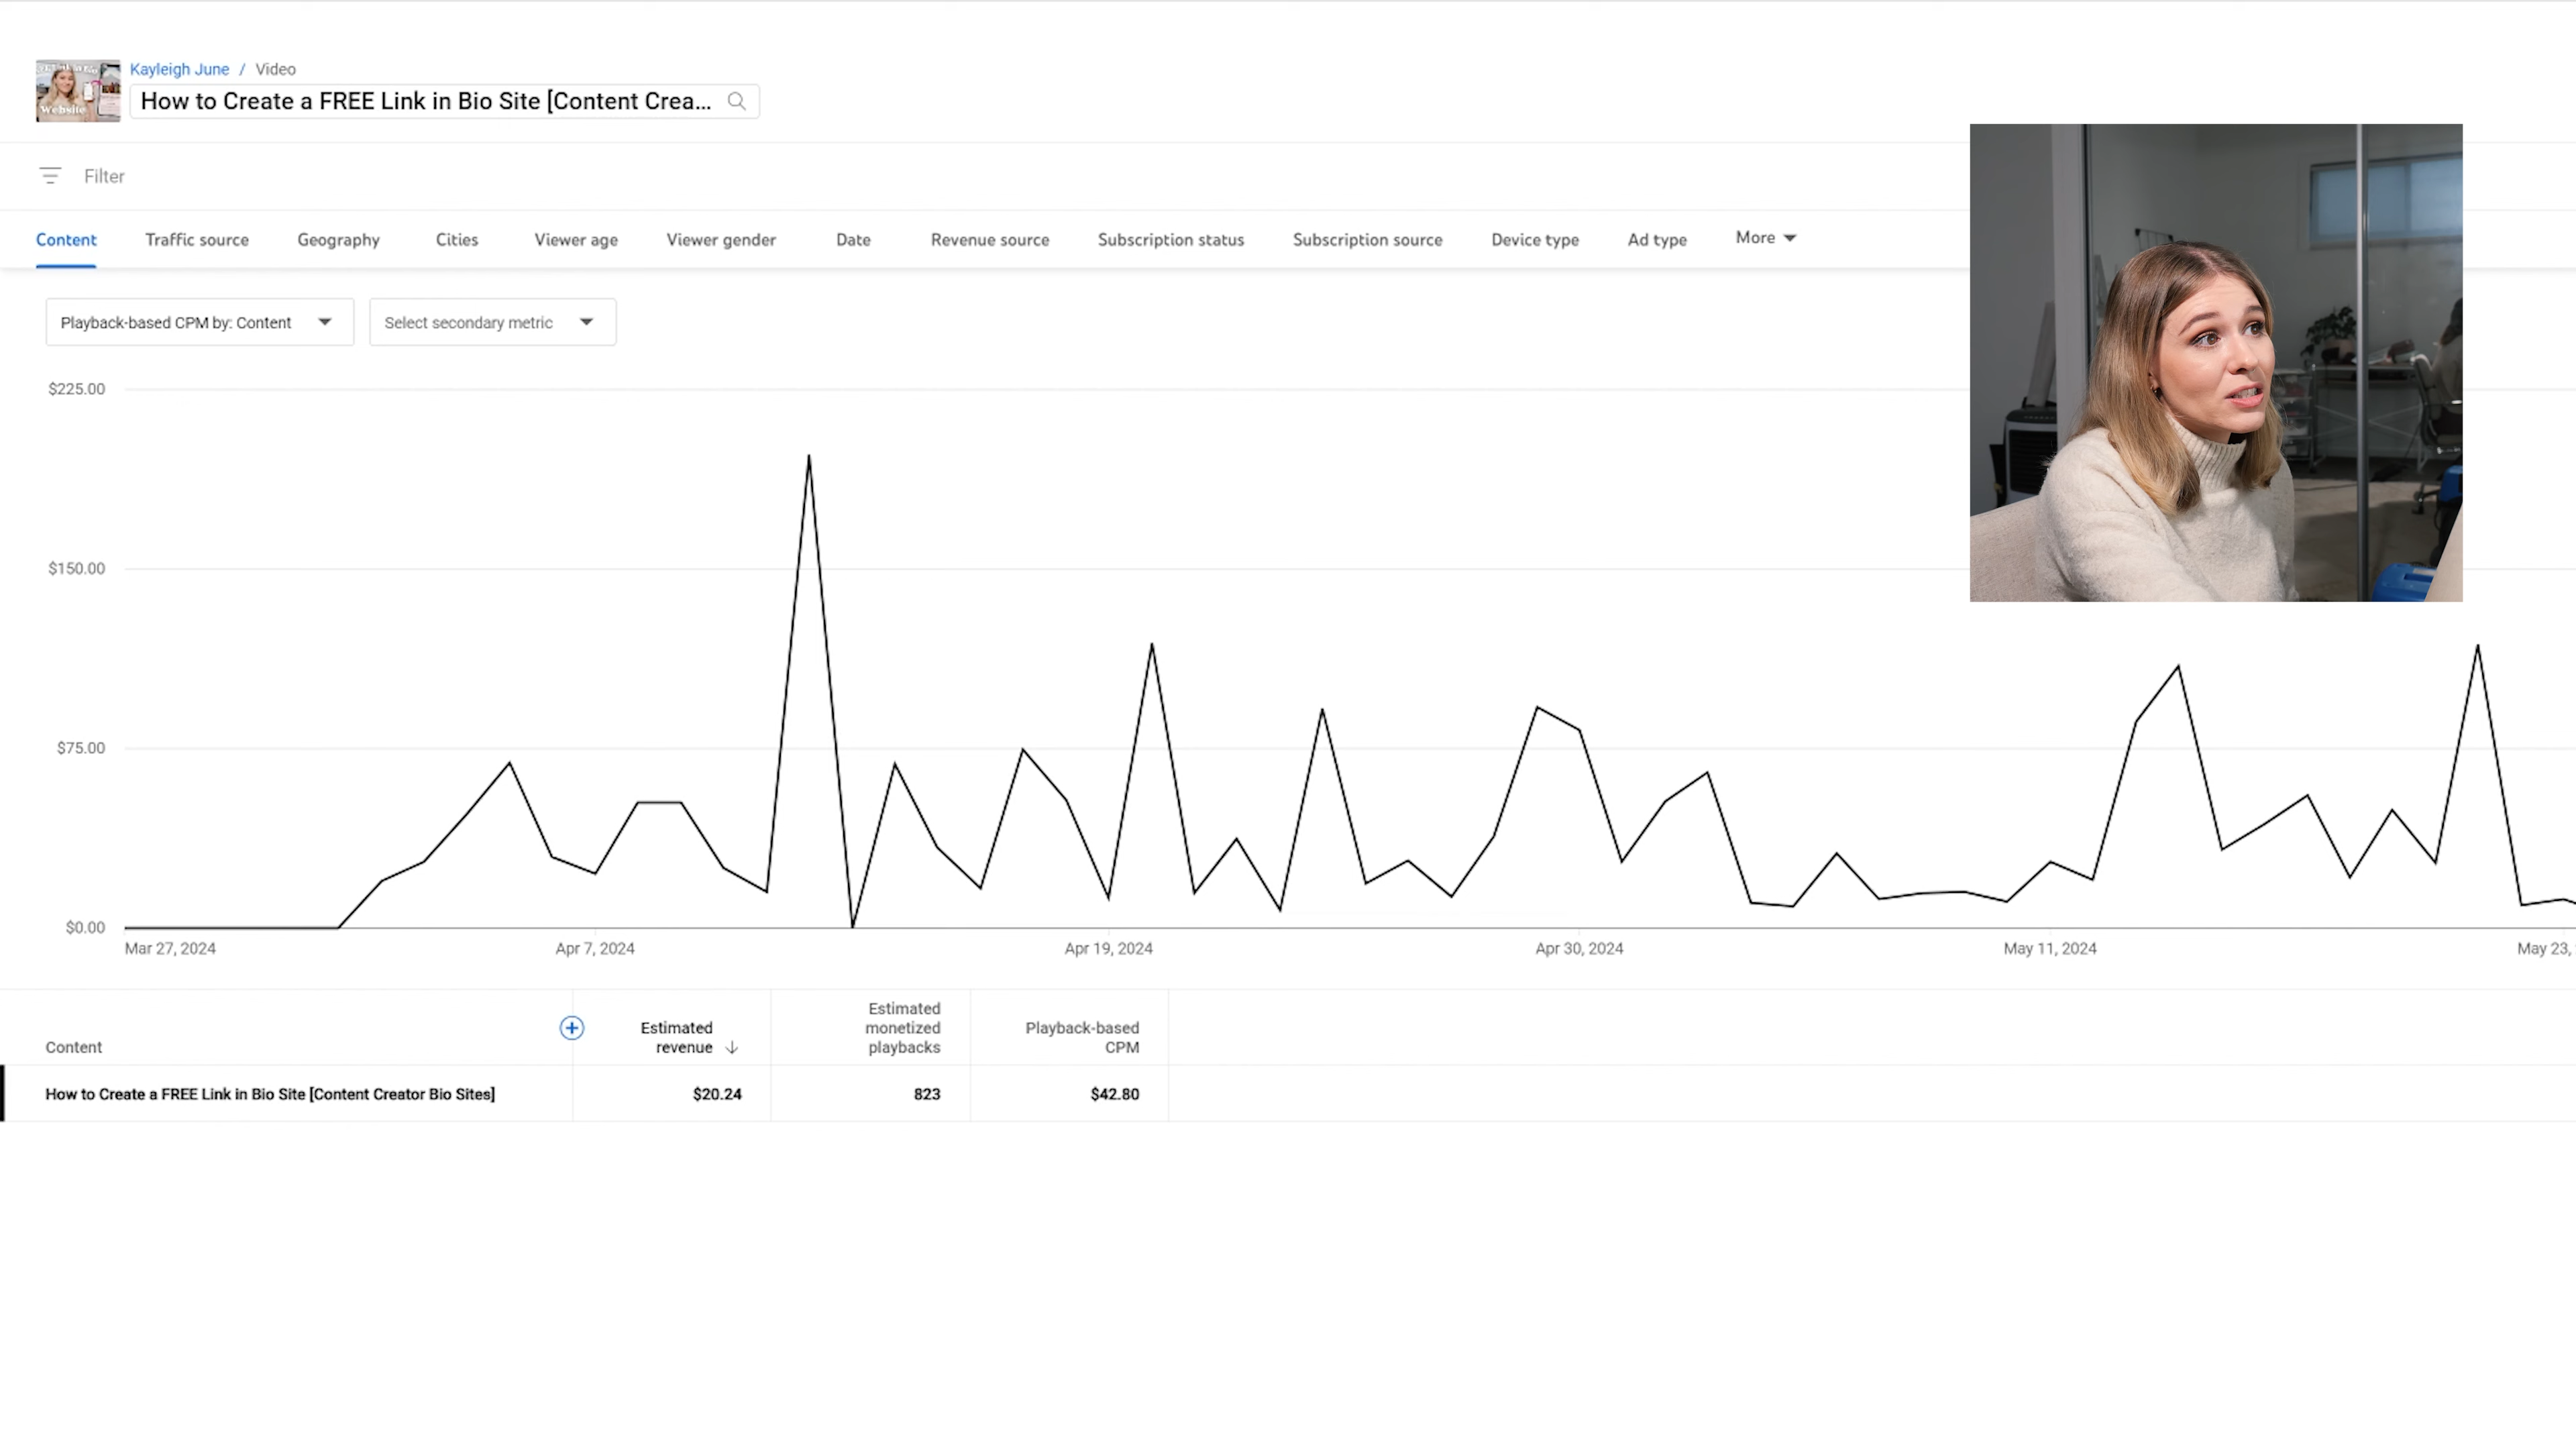 Kayleigh June / Video
How to Create a FREE Link in Bio Site [Content Crea...
Website
Filter
Content Traffic source Geography Cities Viewer age Viewer gender Date Revenue source Subscription status Subscription source Device type Ad type More
Playback-based CPM by: Content Select secondary metric
$225.00
$150.00
$75.00
$0.00
Mar 27, 2024 Apr 7, 2024 Apr 19, 2024 Apr 30, 2024 May 11, 2024 May 23,
Content Estimated revenue Estimated monetized playbacks Playback-based CPM
How to Create a FREE Link in Bio Site [Content Creator Bio Sites] $20.24 823 $42.80